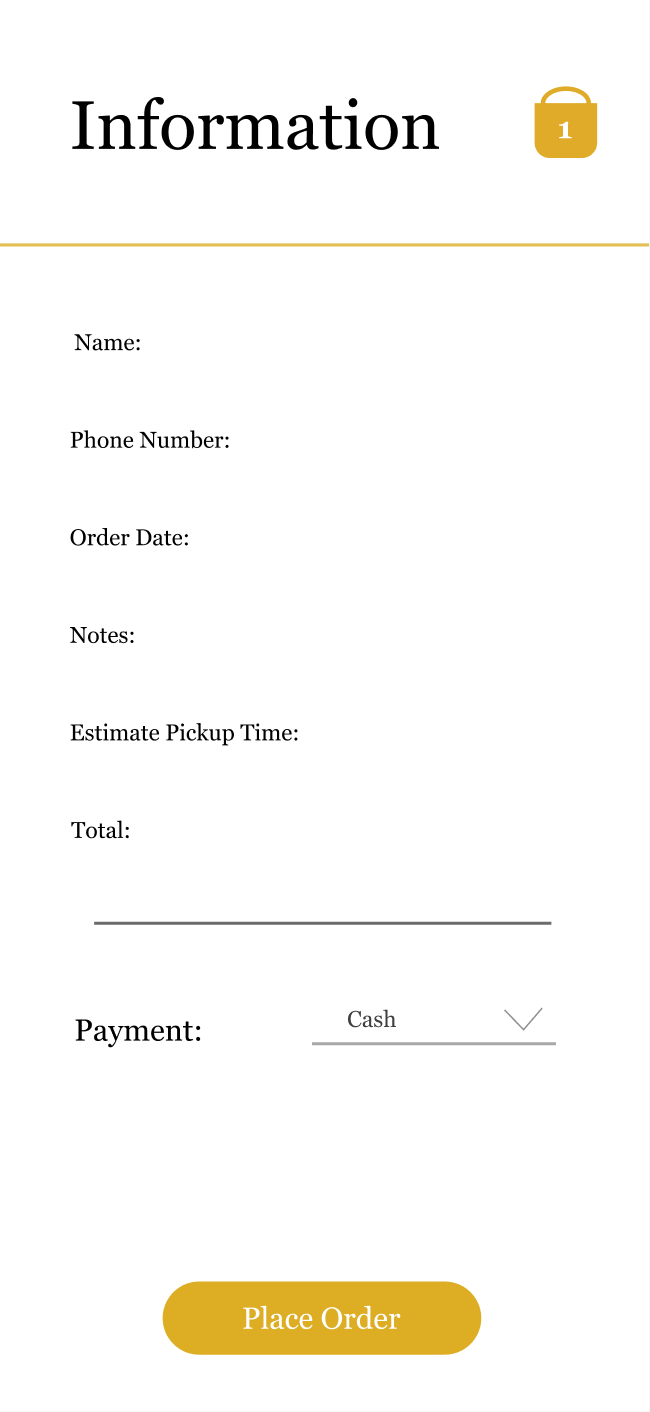 Information
1
Name:
Phone Number:
Order Date:
Notes:
Estimate Pickup Time:
Total:
Payment:
Cash
Place Order